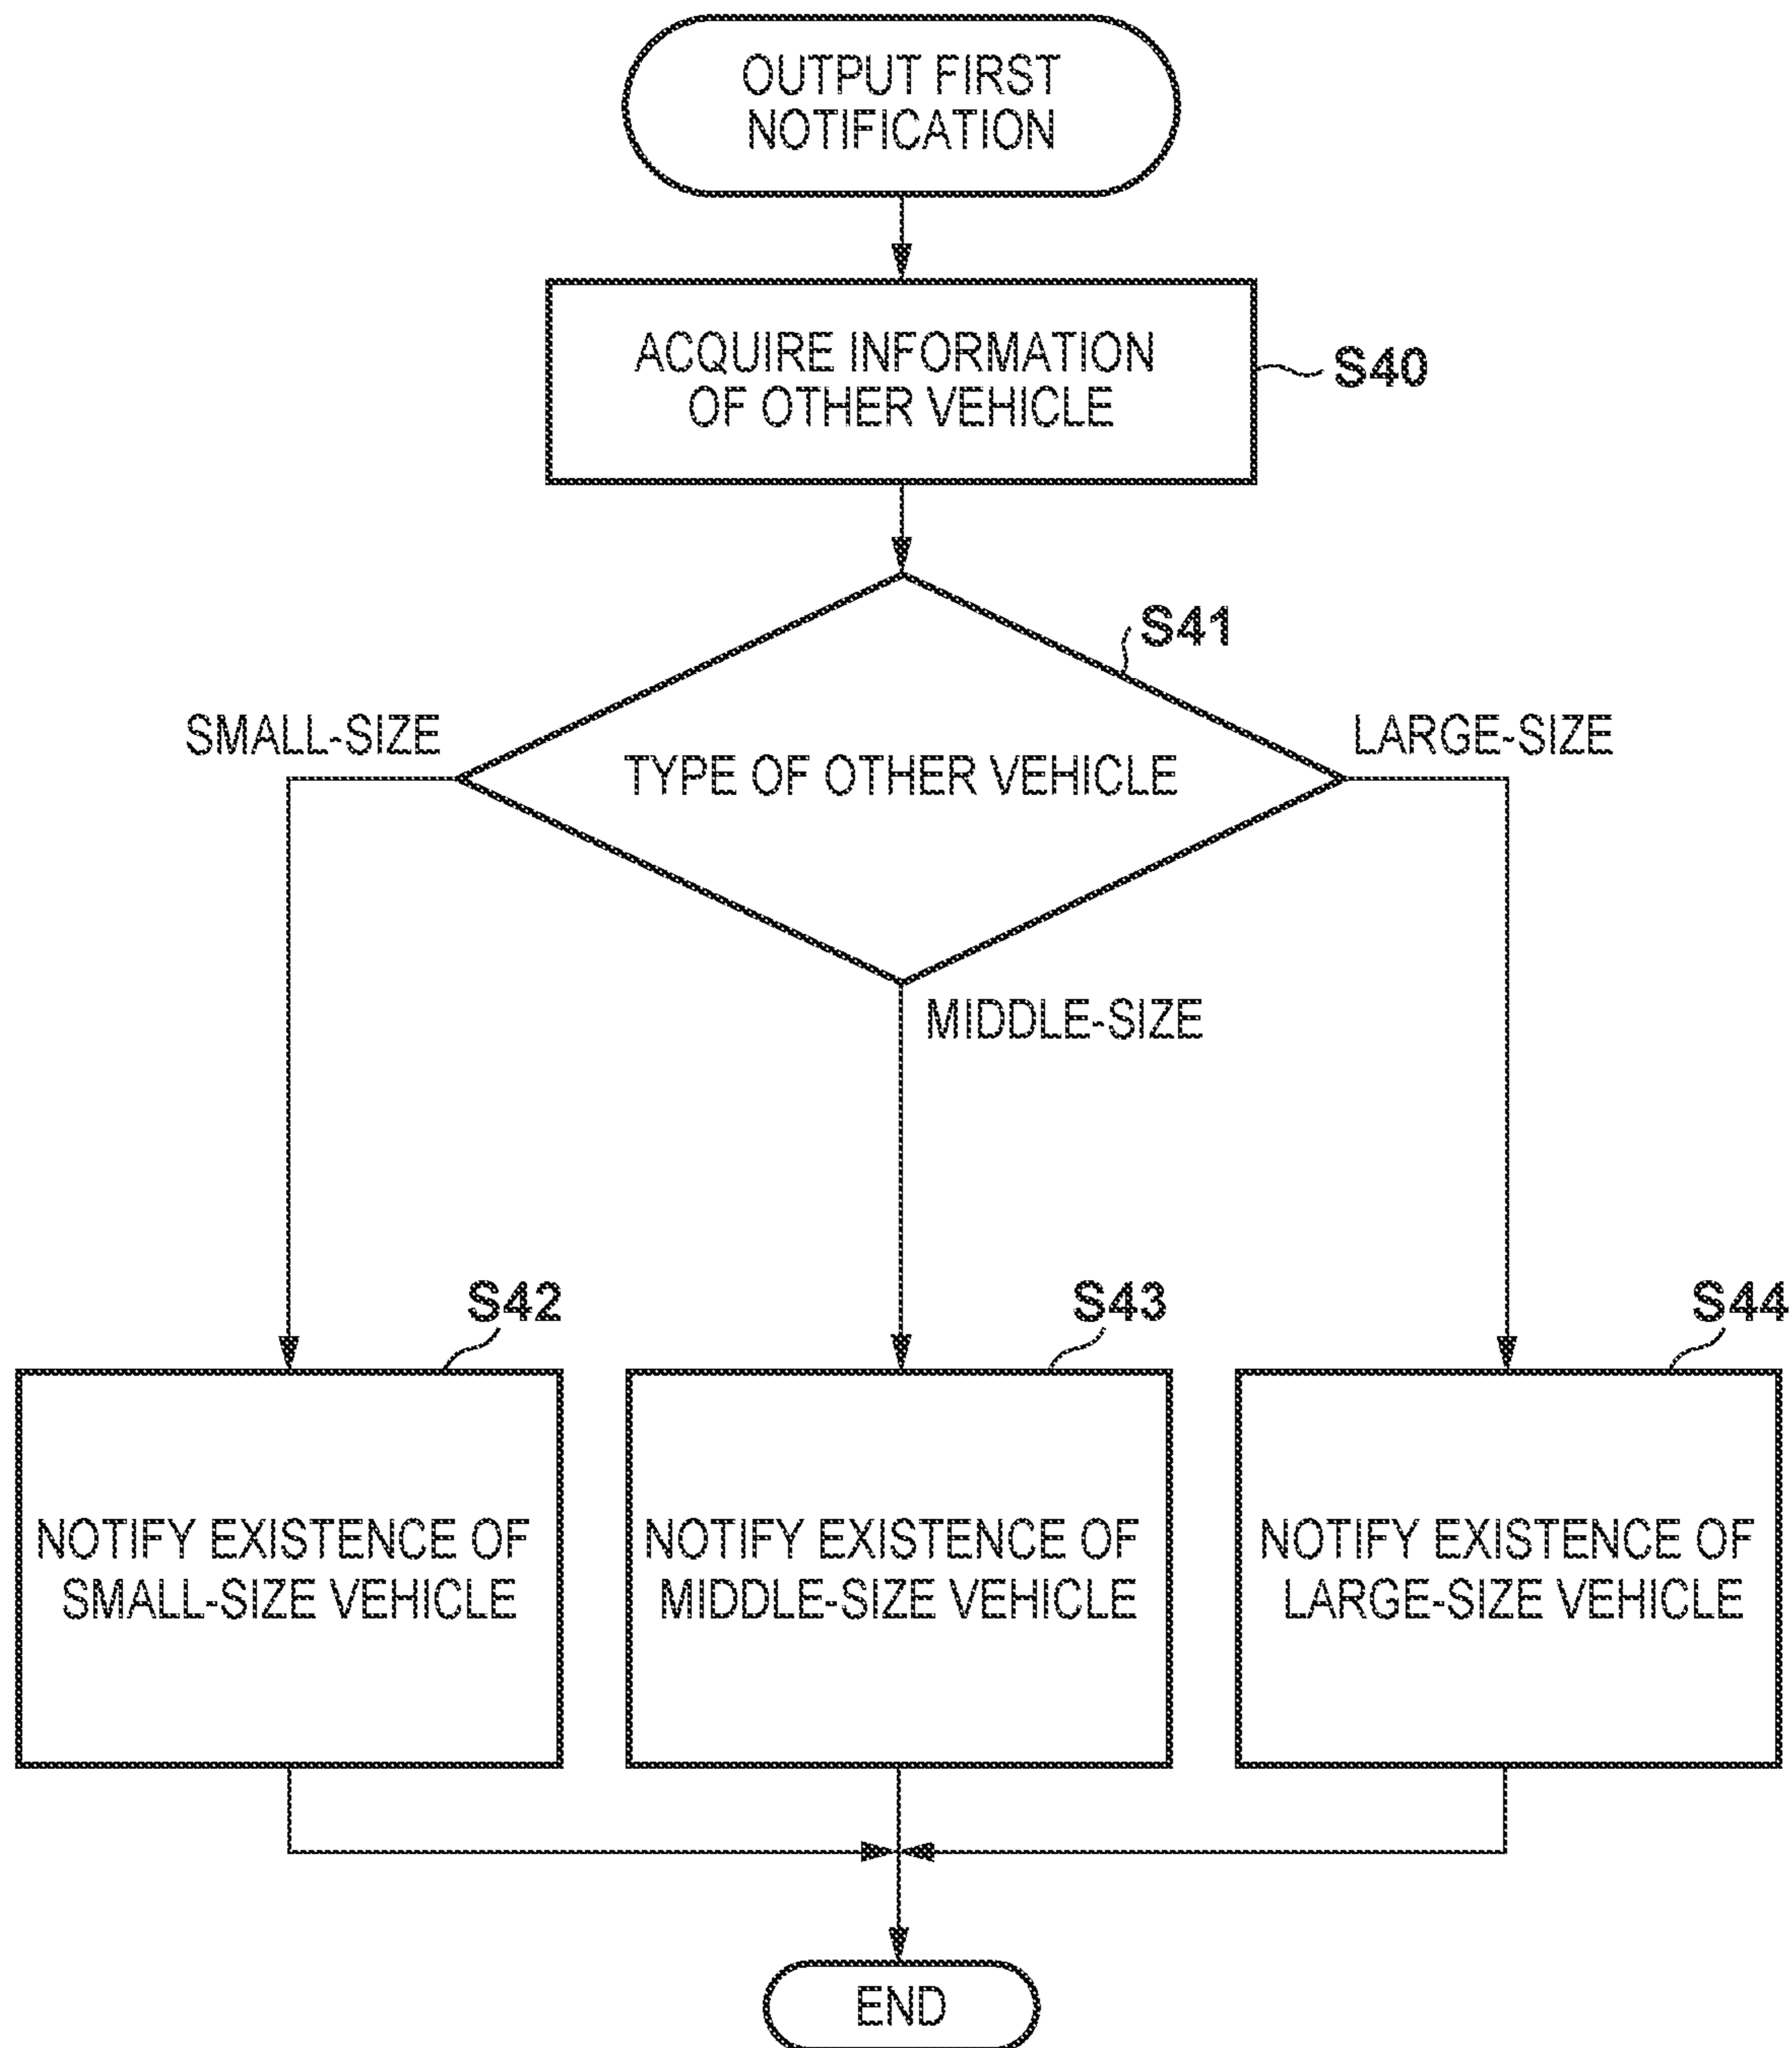 OUTPUT FIRST
NOTIFICATION
ACQUIRE INFORMATION
OF OTHER VEHICLE
S40
S41
SMALL-SIZE
TYPE OF OTHER VEHICLE
LARGE-SIZE
MIDDLE-SIZE
S42
S43
S44
NOTIFY EXISTENCE OF
SMALL-SIZE VEHICLE
NOTIFY EXISTENCE OF
MIDDLE-SIZE VEHICLE
NOTIFY EXISTENCE OF
LARGE-SIZE VEHICLE
END